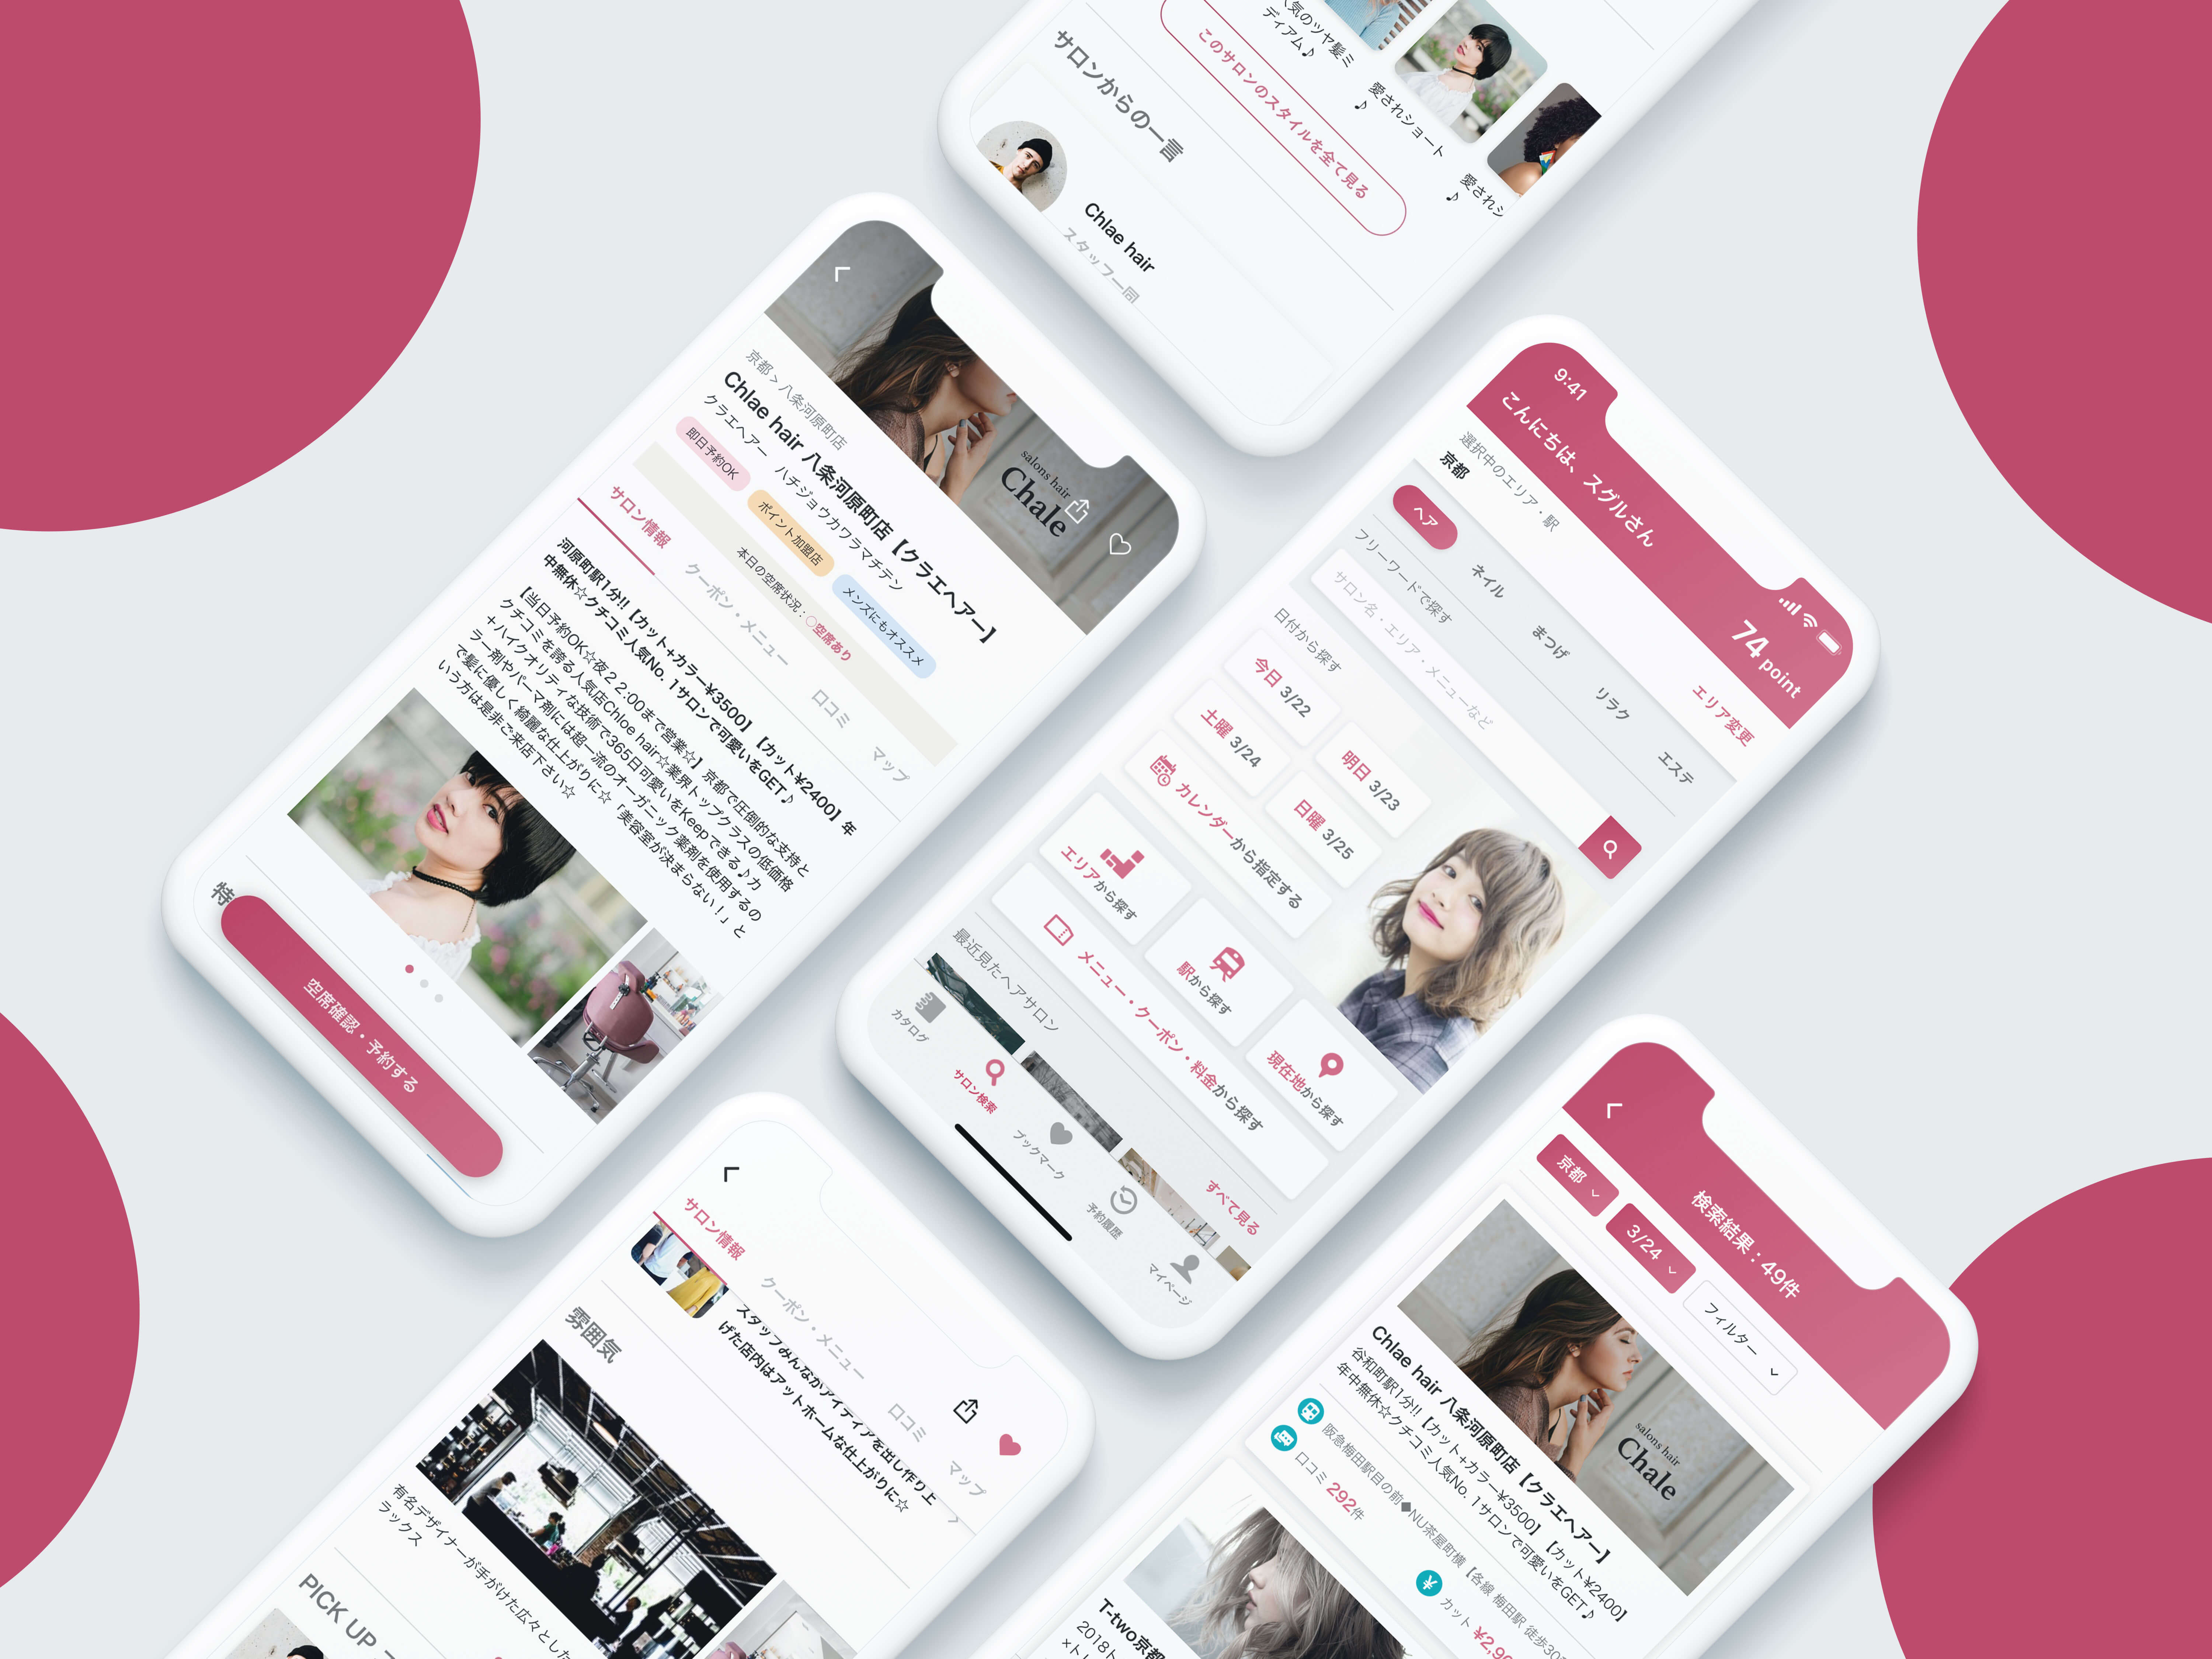 人気のツヤ髪ミ
ディアム♪
愛されショート
♪
愛されシ
♪
このサロンのスタイルを全て見る
サロンからの一言
Chlae hair
スタッフ一同
salons hair
Chale
京都 > 八条河原町店
Chlae hair 八条河原町店【クラエヘアー】
クラエヘアー　ハチジョウカワラマチテン
即日予約OK
ポイント加盟店
メンズにもオススメ
本日の空席状況：○空席あり
サロン情報
クーポン・メニュー
口コミ
マップ
河原町駅1分!!【カット+カラー¥3500】【カット¥2400】年
中無休☆クチコミ人気No. 1サロンで可愛いをGET♪
【当日予約OK☆夜２２:00まで営業☆】京都で圧倒的な支持と
クチコミを誇る人気店Chloe hair☆業界トップクラスの低価格
+ハイクオリティな技術で365日可愛いをKeepできる♪カ
ラー剤やパーマ剤には超一流のオーガニック薬剤を使用するの
で髪に優しく綺麗な仕上がりに☆「美容室が決まらない！」と
いう方は是非ご来店下さい☆
特
空席確認・予約する
9:41
こんにちは、スグルさん
74 point
選択中のエリア・駅
京都
エリア変更
ヘア
ネイル
まつげ
リラク
エステ
フリーワードで探す
サロン名・エリア・メニューなど
日付から探す
今日 3/22
明日 3/23
土曜 3/24
日曜 3/25
カレンダーから指定する
エリアから探す
駅から探す
現在地から探す
メニュー・クーポン・料金から探す
最近見たヘアサロン
すべて見る
カタログ
サロン検索
ブックマーク
予約履歴
マイページ
サロン情報
クーポン・メニュー
口コミ
マップ
スタッフみんながアイディアを出し作り上
げた店内はアットホームな仕上がりに☆
雰囲気
有名デザイナーが手がけた広々とした
ラックス
PICK UP
検索結果：49件
京都
3/24
フィルター
salons hair
Chale
Chlae hair 八条河原町店【クラエヘアー】
谷和町駅1分!!【カット+カラー¥3500】【カット¥2400】
年中無休☆クチコミ人気No. 1サロンで可愛いをGET♪
阪急梅田駅目の前◆NU茶屋町横【各線 梅田駅 徒歩30
口コミ 292件
カット ¥2,90
T-two京都
2018ト
×ト